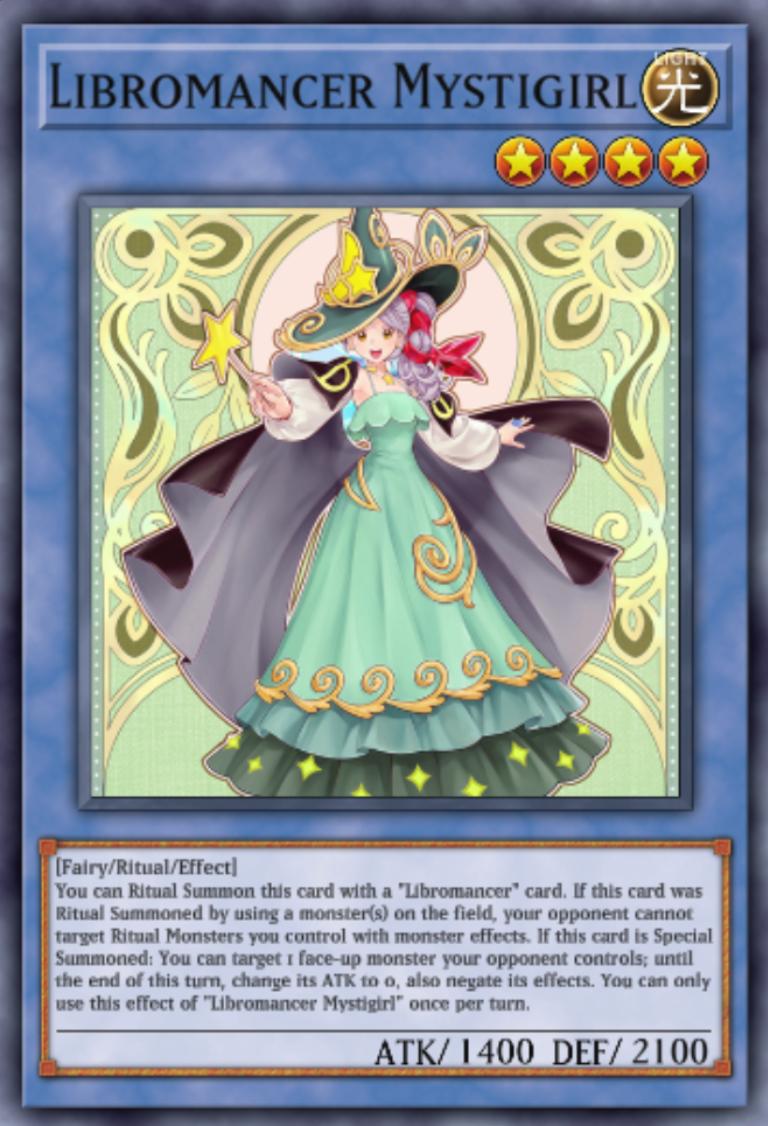 Libromancer Mystigirl
LIGHT
光
[Fairy/Ritual/Effect]
You can Ritual Summon this card with a "Libromancer" card. If this card was
Ritual Summoned by using a monster(s) on the field, your opponent cannot
target Ritual Monsters you control with monster effects. If this card is Special
Summoned: You can target 1 face-up monster your opponent controls; until
the end of this turn, change its ATK to 0, also negate its effects. You can only
use this effect of "Libromancer Mystigirl" once per turn.
ATK/ 1400 DEF/ 2100